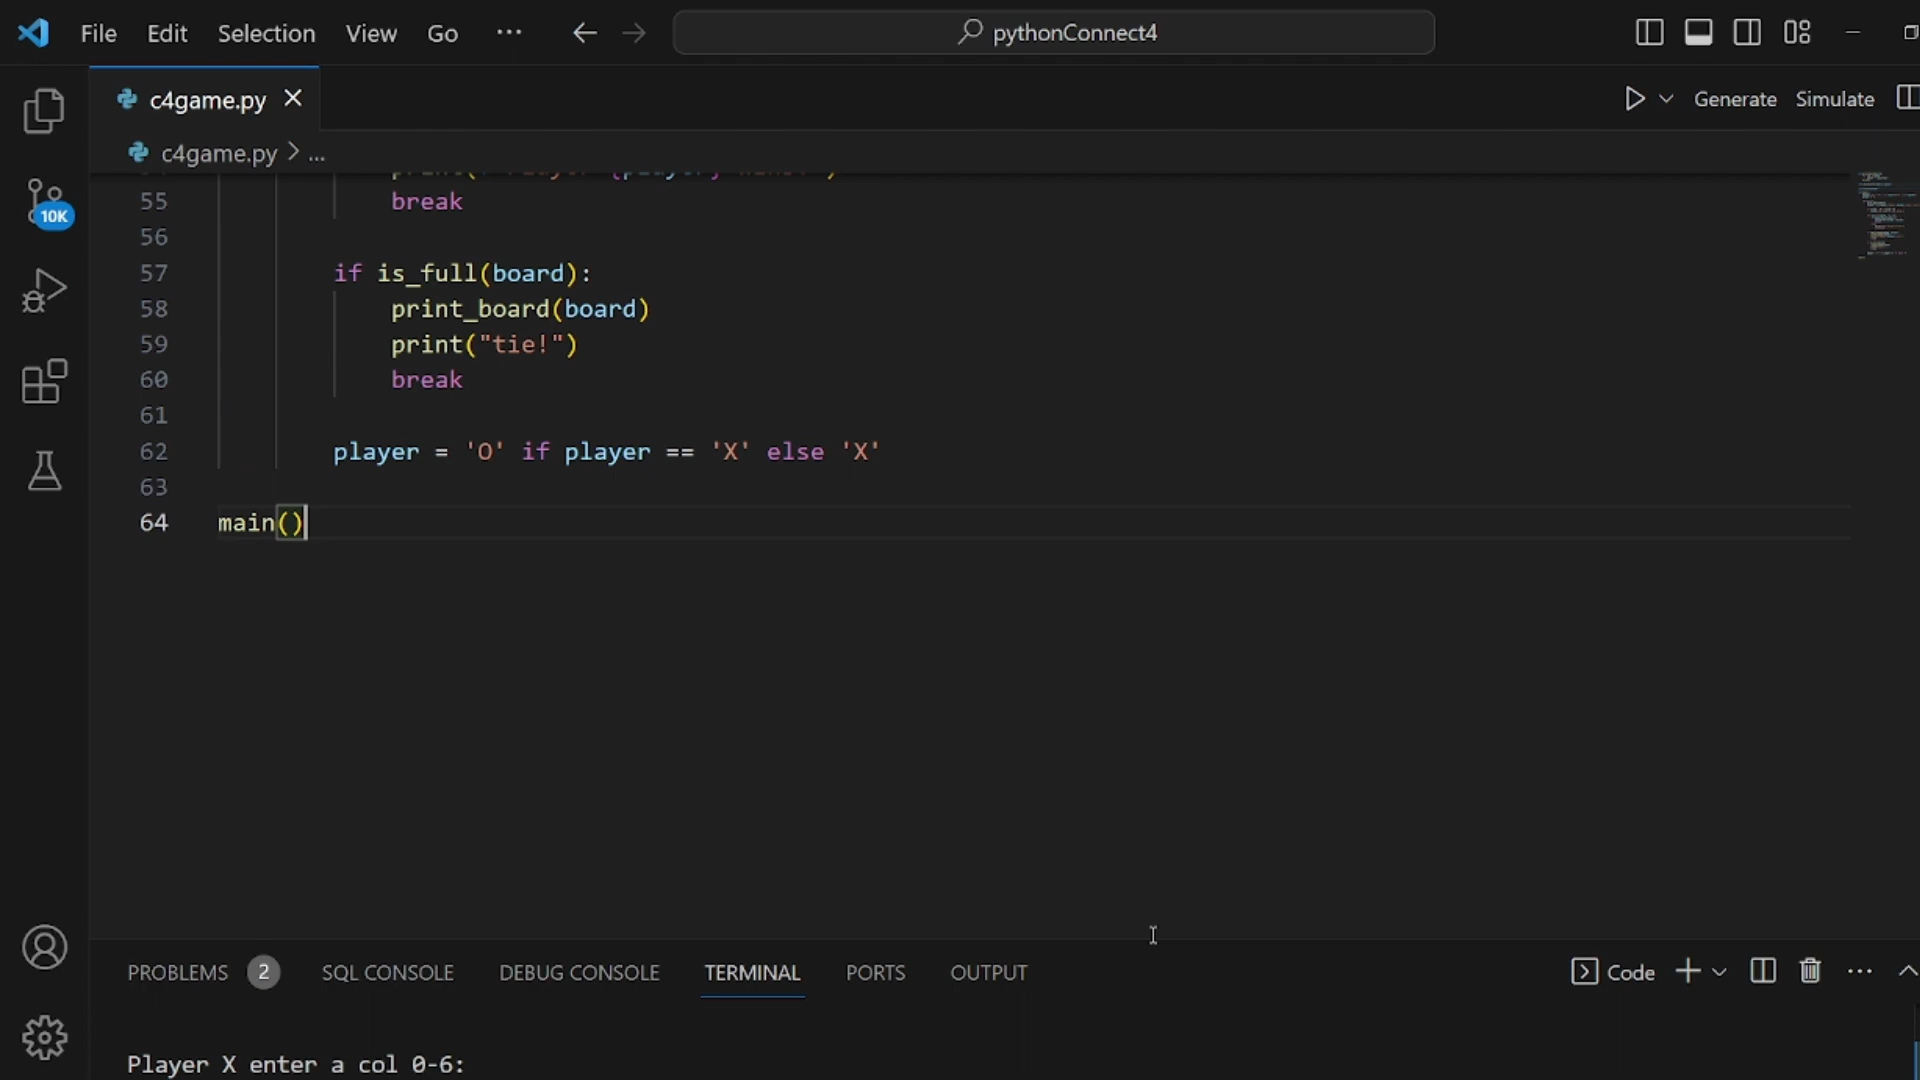 File Edit Selection View Go ··· pythonConnect4
c4game.py Generate Simulate
c4game.py > ...
55 break
56
57 if is_full(board):
58 print_board(board)
59 print("tie!")
60 break
61
62 player = 'O' if player == 'X' else 'X'
63
64 main()
10K
PROBLEMS 2 SQL CONSOLE DEBUG CONSOLE TERMINAL PORTS OUTPUT Code
Player X enter a col 0-6: